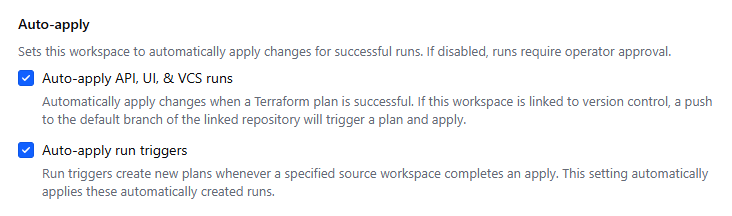 Auto-apply
Sets this workspace to automatically apply changes for successful runs. If disabled, runs require operator approval.
Auto-apply API, UI, & VCS runs
Automatically apply changes when a Terraform plan is successful. If this workspace is linked to version control, a push
to the default branch of the linked repository will trigger a plan and apply.
Auto-apply run triggers
Run triggers create new plans whenever a specified source workspace completes an apply. This setting automatically
applies these automatically created runs.